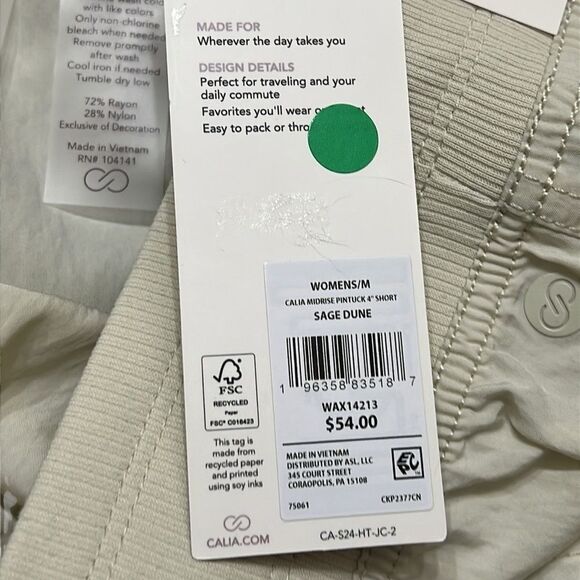 with like colors
Only non-chlorine
bleach when needed
Remove promptly
after wash
Cool iron if needed
Tumble dry low
72% Rayon
28% Nylon
Exclusive of Decoration
Made in Vietnam
RN# 104141
MADE FOR
Wherever the day takes you
DESIGN DETAILS
Perfect for traveling and your
daily commute
Favorites you'll wear
Easy to pack or
WOMENS/M
CALIA MIDRISE PINTUCK 4" SHORT
SAGE DUNE
1 96358 83518 7
WAX14213
$54.00
MADE IN VIETNAM
DISTRIBUTED BY ASL, LLC
345 COURT STREET
CORAOPOLIS, PA 15108
75061 CKP2377CN
EPC
FSC
RECYCLED
Paper
FSC® C016423
This tag is
made from
recycled paper
and printed
using soy inks
CALIA.COM
CA-S24-HT-JC-2